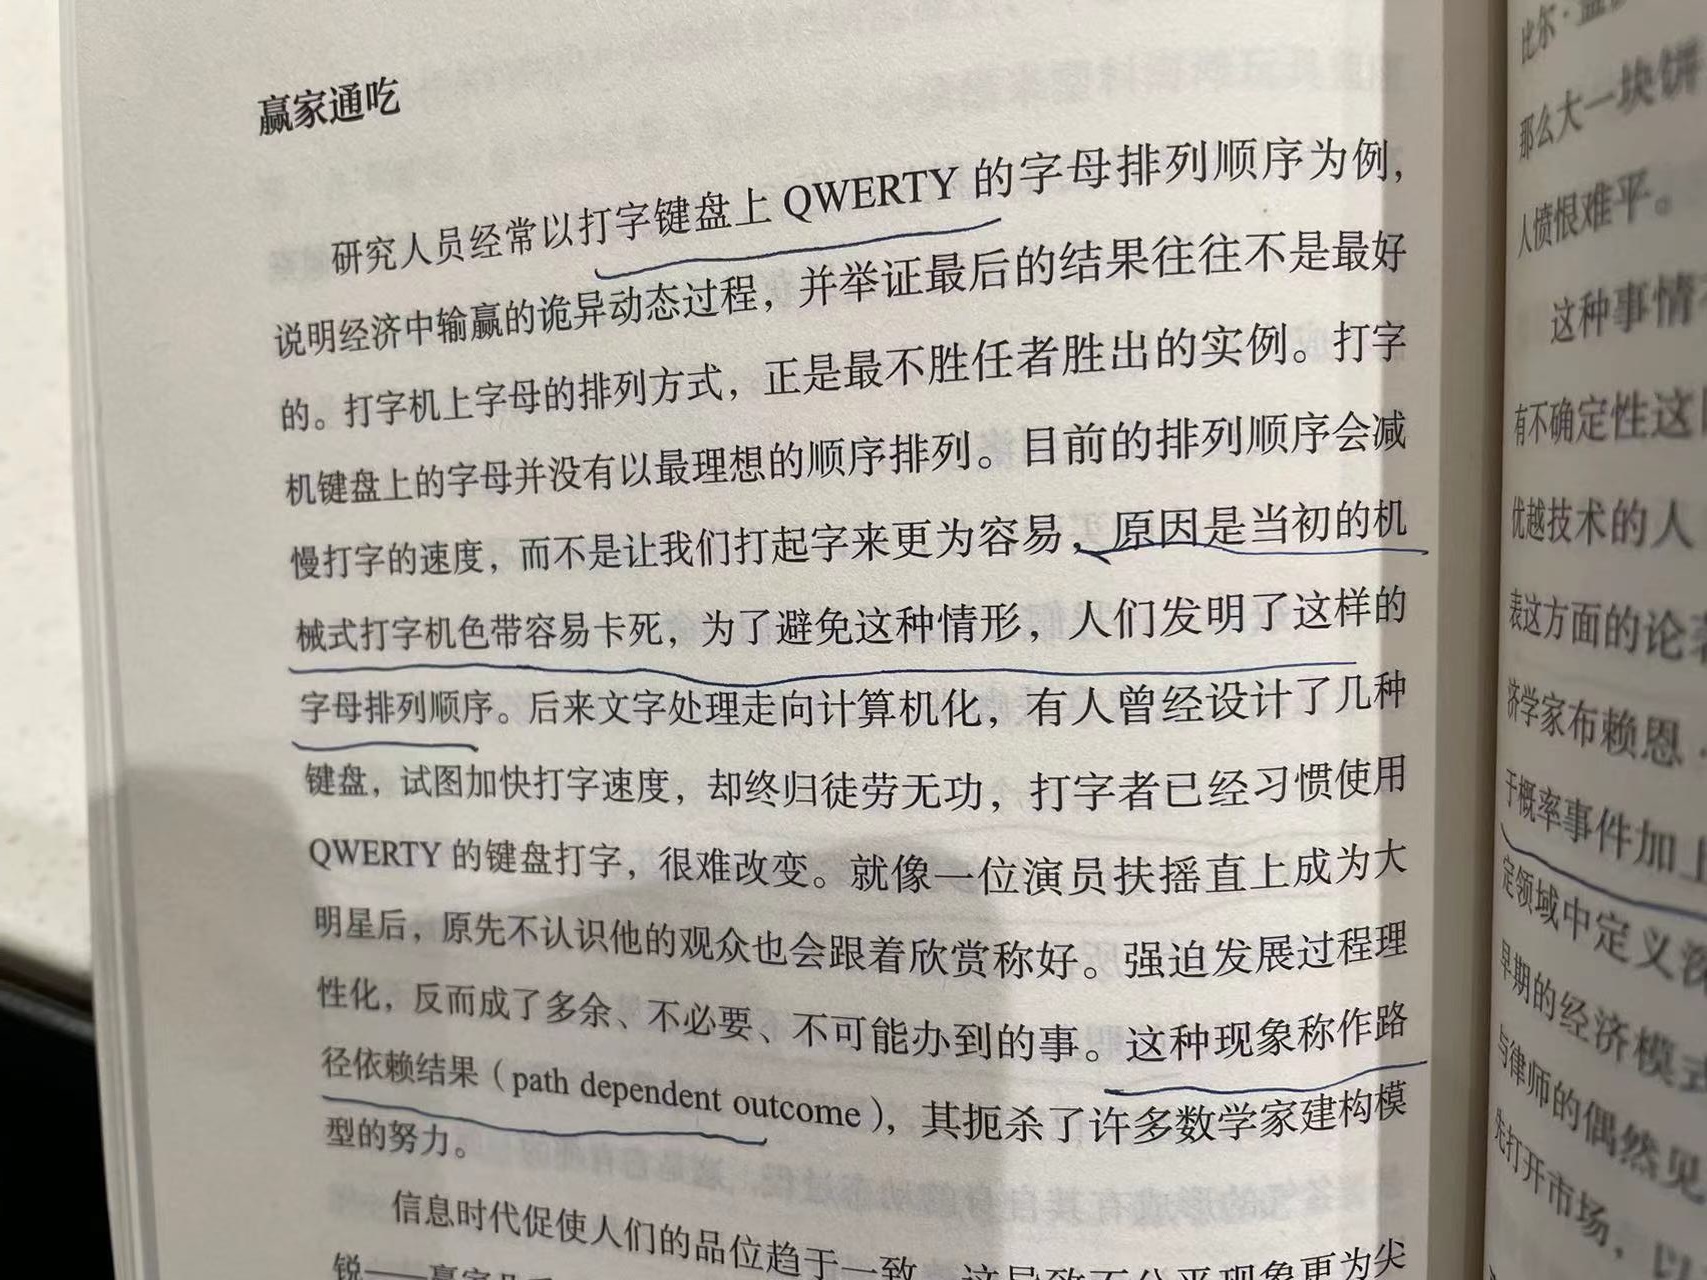 赢家通吃
研究人员经常以打字键盘上 QWERTY 的字母排列顺序为例，
说明经济中输赢的诡异动态过程，并举证最后的结果往往不是最好
的。打字机上字母的排列方式，正是最不胜任者胜出的实例。打字
机键盘上的字母并没有以最理想的顺序排列。目前的排列顺序会减
慢打字的速度，而不是让我们打起字来更为容易，原因是当初的机
械式打字机色带容易卡死，为了避免这种情形，人们发明了这样的
字母排列顺序。后来文字处理走向计算机化，有人曾经设计了几种
键盘，试图加快打字速度，却终归徒劳无功，打字者已经习惯使用
QWERTY 的键盘打字，很难改变。就像一位演员扶摇直上成为大
明星后，原先不认识他的观众也会跟着欣赏称好。强迫发展过程理
性化，反而成了多余、不必要、不可能办到的事。这种现象称作路
径依赖结果（path dependent outcome），其扼杀了许多数学家建构模
型的努力。
信息时代促使人们的品位趋于一致，这导致不公平现象更为尖
锐——赢家
比尔·盖
那么大一块饼
人愤恨难平。
这种事情
有不确定性这
优越技术的人
表这方面的论
济学家布赖恩·
于概率事件加上
定领域中定义
早期的经济模式
与律师的偶然见
先打开市场，以